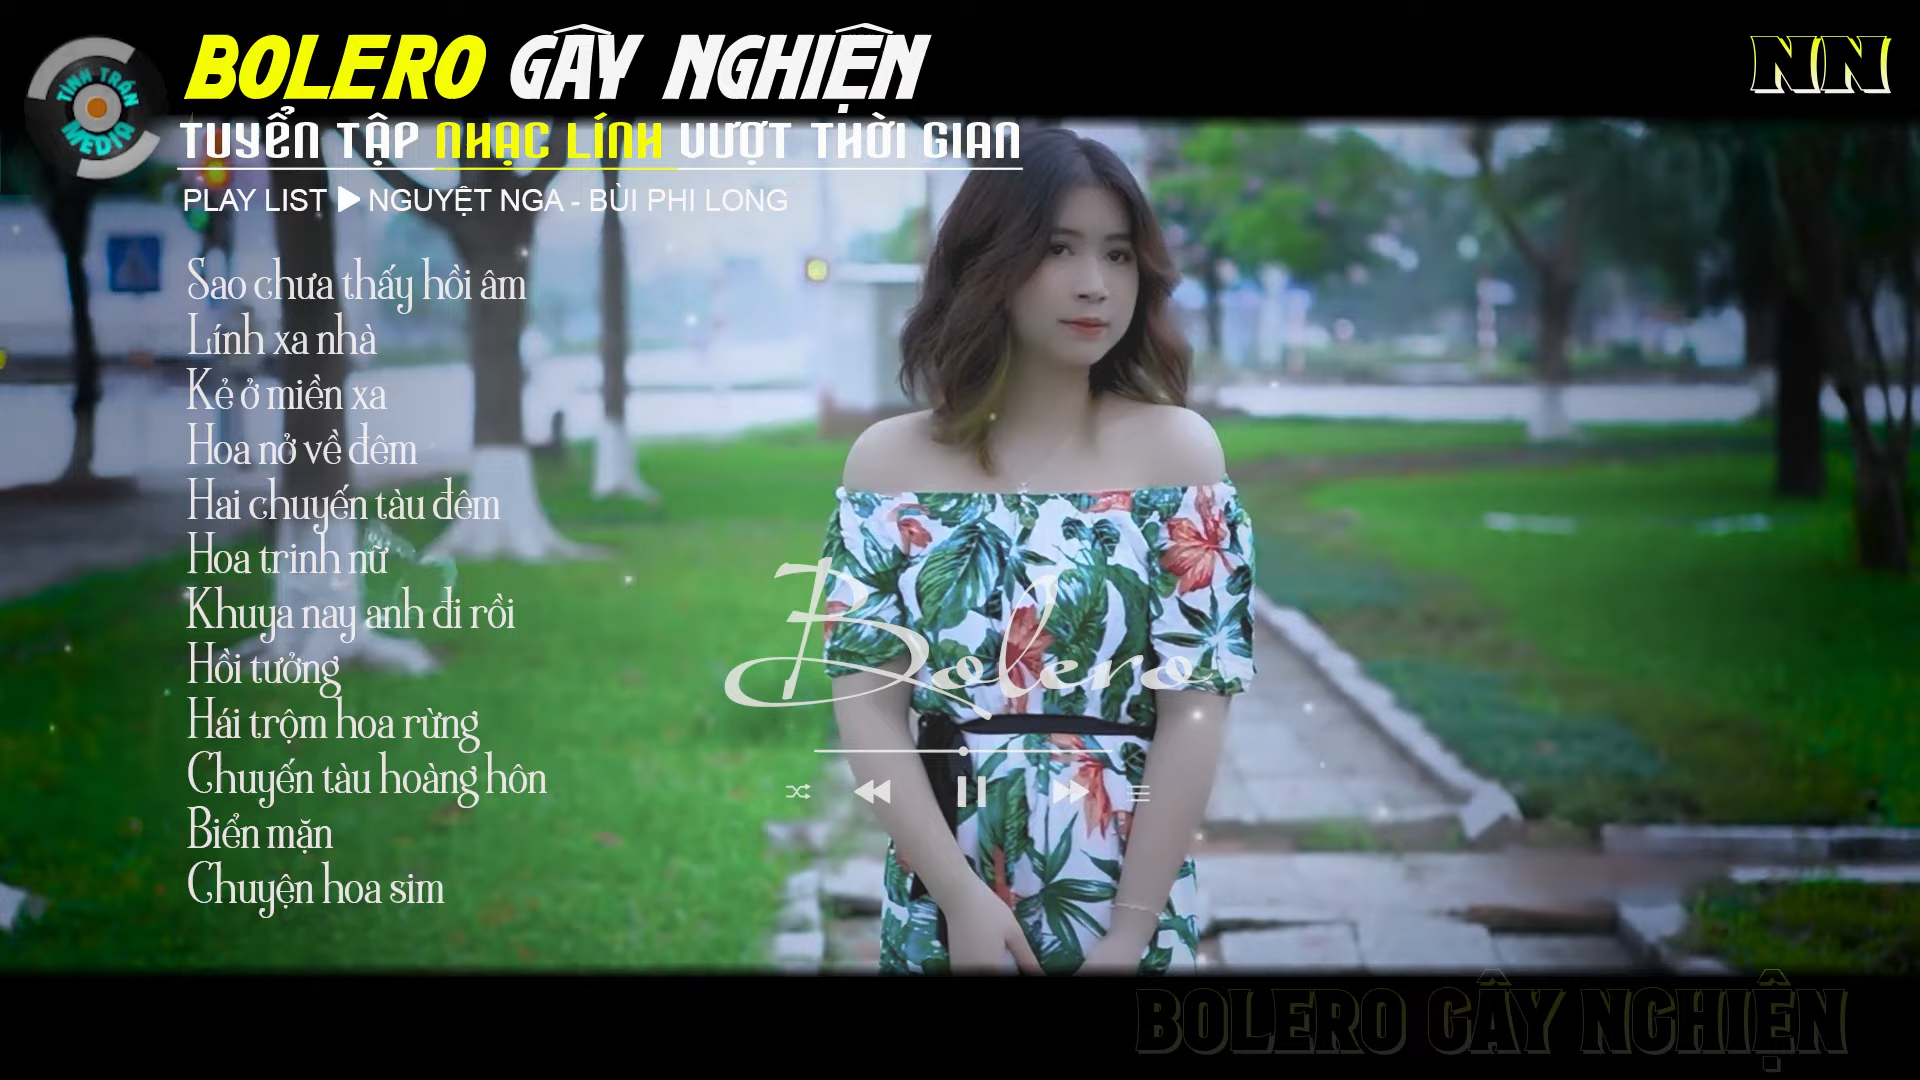 TÌNH TRẦN
MEDIA
BOLERO GÂY NGHIỆN
NN
TUYỂN TẬP NHẠC LÍNH VƯỢT THỜI GIAN
PLAY LIST ▶ NGUYỆT NGA - BÙI PHI LONG
Sao chưa thấy hồi âm
Lính xa nhà
Kẻ ở miền xa
Hoa nở về đêm
Hai chuyến tàu đêm
Hoa trinh nữ
Khuya nay anh đi rồi
Hồi tưởng
Hái trộm hoa rừng
Chuyến tàu hoàng hôn
Biển mặn
Chuyện hoa sim
Bolero
BOLERO GÂY NGHIỆN